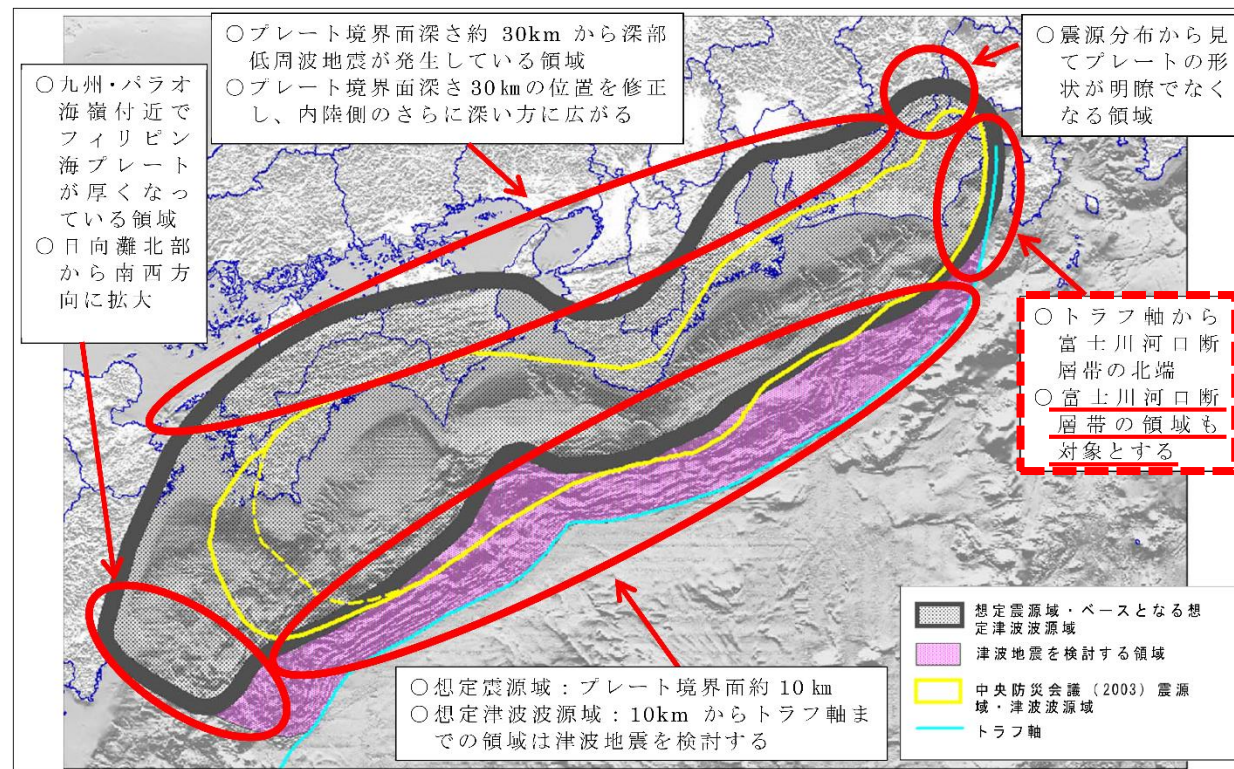 ○プレート境界面深さ約 30km から深部
低周波地震が発生している領域
○プレート境界面深さ30㎞の位置を修正
し、内陸側のさらに深い方に広がる
○震源分布から見
てプレートの形
状が明瞭でなく
なる領域
○九州・パラオ
海嶺付近で
フィリピン
海プレート
が厚くなっ
ている領域
○日向灘北部
から南西方
向に拡大
○トラフ軸から
富士川河口断
層帯の北端
○富士川河口断
層帯の領域も
対象とする
○想定震源域：プレート境界面約 10㎞
○想定津波波源域：10km からトラフ軸ま
での領域は津波地震を検討する
想定震源域・ベースとなる想
定津波波源域
津波地震を検討する領域
中央防災会議（2003）震源
域・津波波源域
トラフ軸